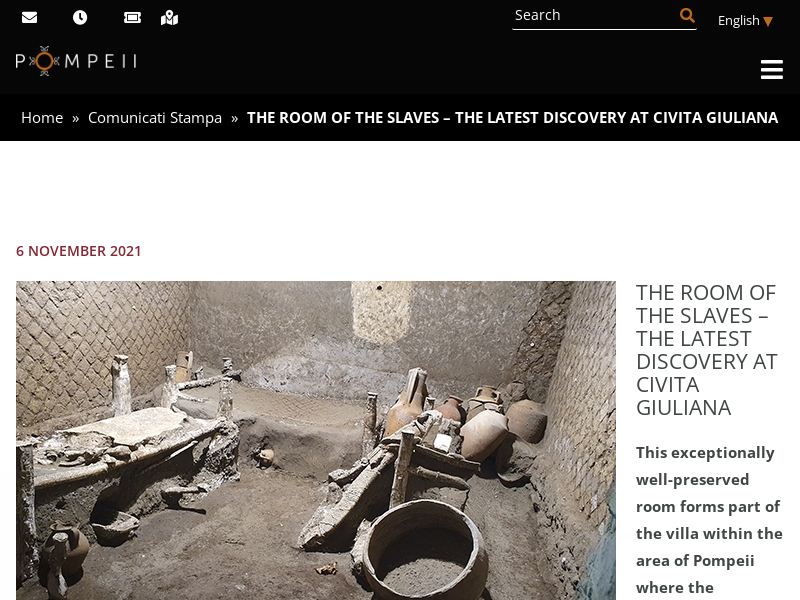 Search
English
POMPEII
Home » Comunicati Stampa » THE ROOM OF THE SLAVES – THE LATEST DISCOVERY AT CIVITA GIULIANA
6 NOVEMBER 2021
THE ROOM OF
THE SLAVES –
THE LATEST
DISCOVERY AT
CIVITA
GIULIANA
This exceptionally
well-preserved
room forms part of
the villa within the
area of Pompeii
where the